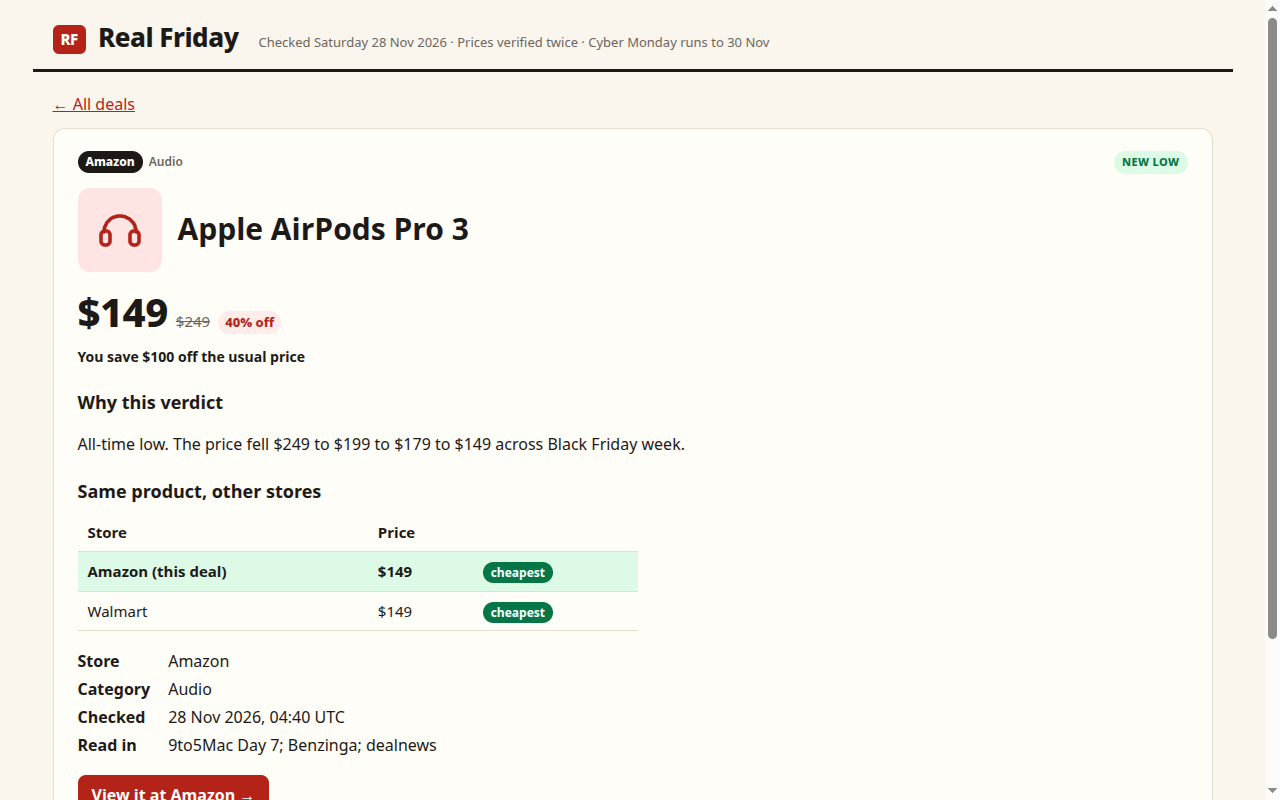 RF Real Friday Checked Saturday 28 Nov 2026 · Prices verified twice · Cyber Monday runs to 30 Nov
← All deals
Amazon Audio NEW LOW
Apple AirPods Pro 3
$149 $249 40% off
You save $100 off the usual price
Why this verdict
All-time low. The price fell $249 to $199 to $179 to $149 across Black Friday week.
Same product, other stores
Store Price
Amazon (this deal) $149 cheapest
Walmart $149 cheapest
Store Amazon
Category Audio
Checked 28 Nov 2026, 04:40 UTC
Read in 9to5Mac Day 7; Benzinga; dealnews
View it at Amazon →